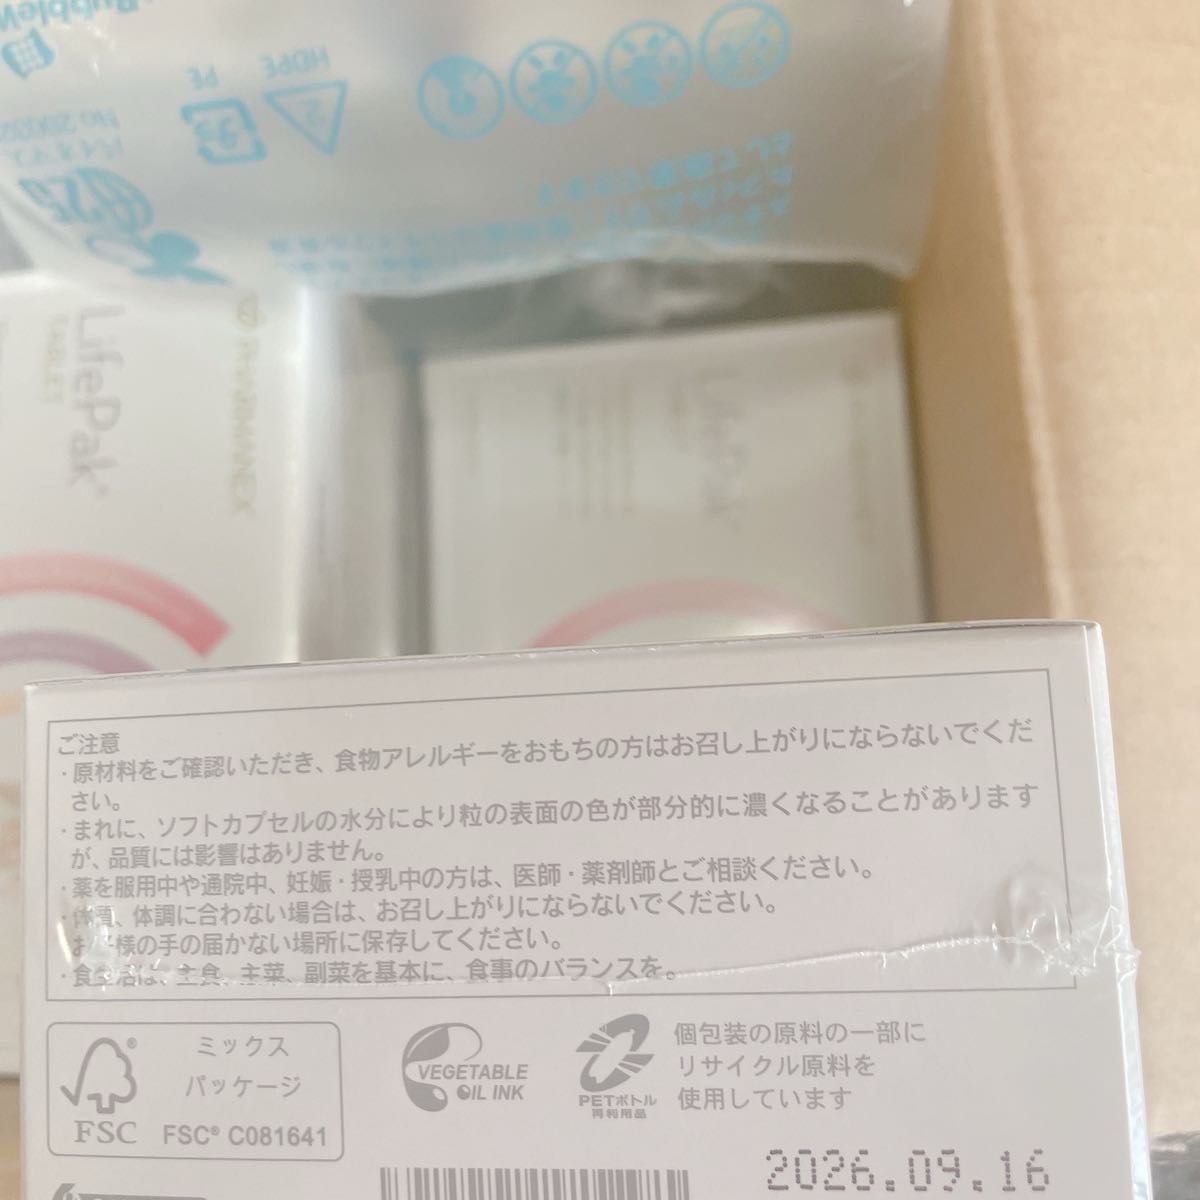 HDPE
PE
2
No.200
LifePak®
TABLET
PHARMANEX
LifePak
ご注意
・原材料をご確認いただき、食物アレルギーをおもちの方はお召し上がりにならないでくだ
さい。
・まれに、ソフトカプセルの水分により粒の表面の色が部分的に濃くなることがあります
が、品質には影響はありません。
・薬を服用中や通院中、妊娠・授乳中の方は、医師・薬剤師とご相談ください。
・体質、体調に合わない場合は、お召し上がりにならないでください。
お子様の手の届かない場所に保存してください。
・食生活は、主食、主菜、副菜を基本に、食事のバランスを。
FSC
ミックス
パッケージ
FSC® C081641
VEGETABLE
OIL INK
PETボトル
再利用品
個包装の原料の一部に
リサイクル原料を
使用しています
2026.09.16